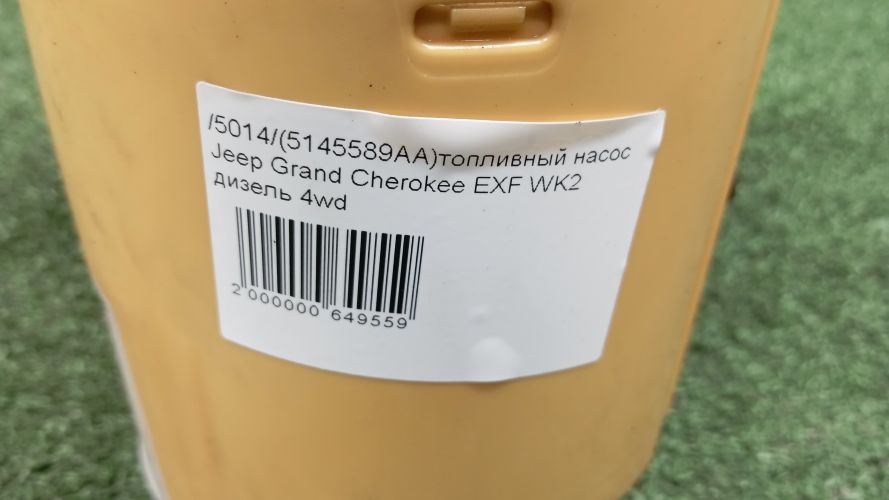 /5014/(5145589AA)топливный насос
Jeep Grand Cherokee EXF WK2
дизель 4wd
2 000000 649559